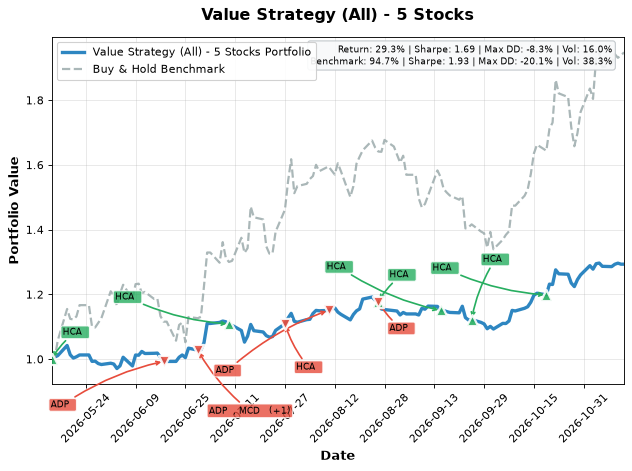 Value Strategy (All) - 5 Stocks
Value Strategy (All) - 5 Stocks Portfolio
Buy & Hold Benchmark
Return: 29.3% | Sharpe: 1.69 | Max DD: -8.3% | Vol: 16.0%
enchmark: 94.7% | Sharpe: 1.93 | Max DD: -20.1% | Vol: 38.3%
Portfolio Value
1.8
1.6
1.4
1.2
1.0
HCA
HCA
HCA
HCA
HCA
HCA
ADP
ADP
HCA
ADP
ADP, MCD (+1)
2026-05-24
2026-06-09
2026-06-25
11
27
2026-08-12
2026-08-28
2026-09-13
2026-09-29
2026-10-15
2026-10-31
Date